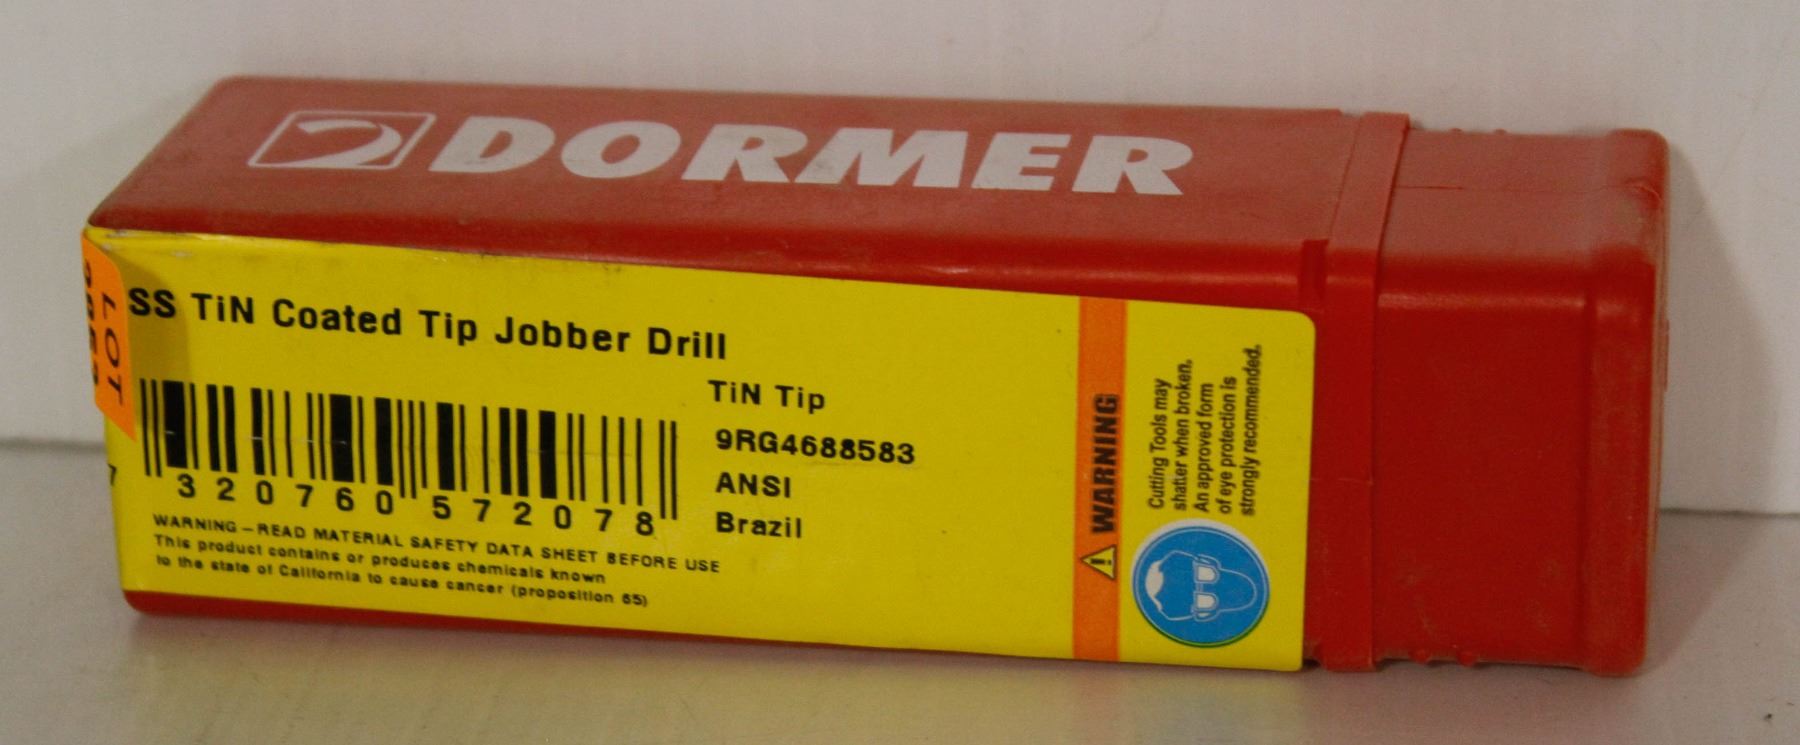 DORMER
LOT
SS TiN Coated Tip Jobber Drill
TiN Tip
9RG4688583
ANSI
Brazil
7 320760 572078
WARNING – READ MATERIAL SAFETY DATA SHEET BEFORE USE
This product contains or produces chemicals known
to the state of California to cause cancer (proposition 65)
WARNING
Cutting Tools may
shatter when broken.
An approved form
of eye protection is
strongly recommended.